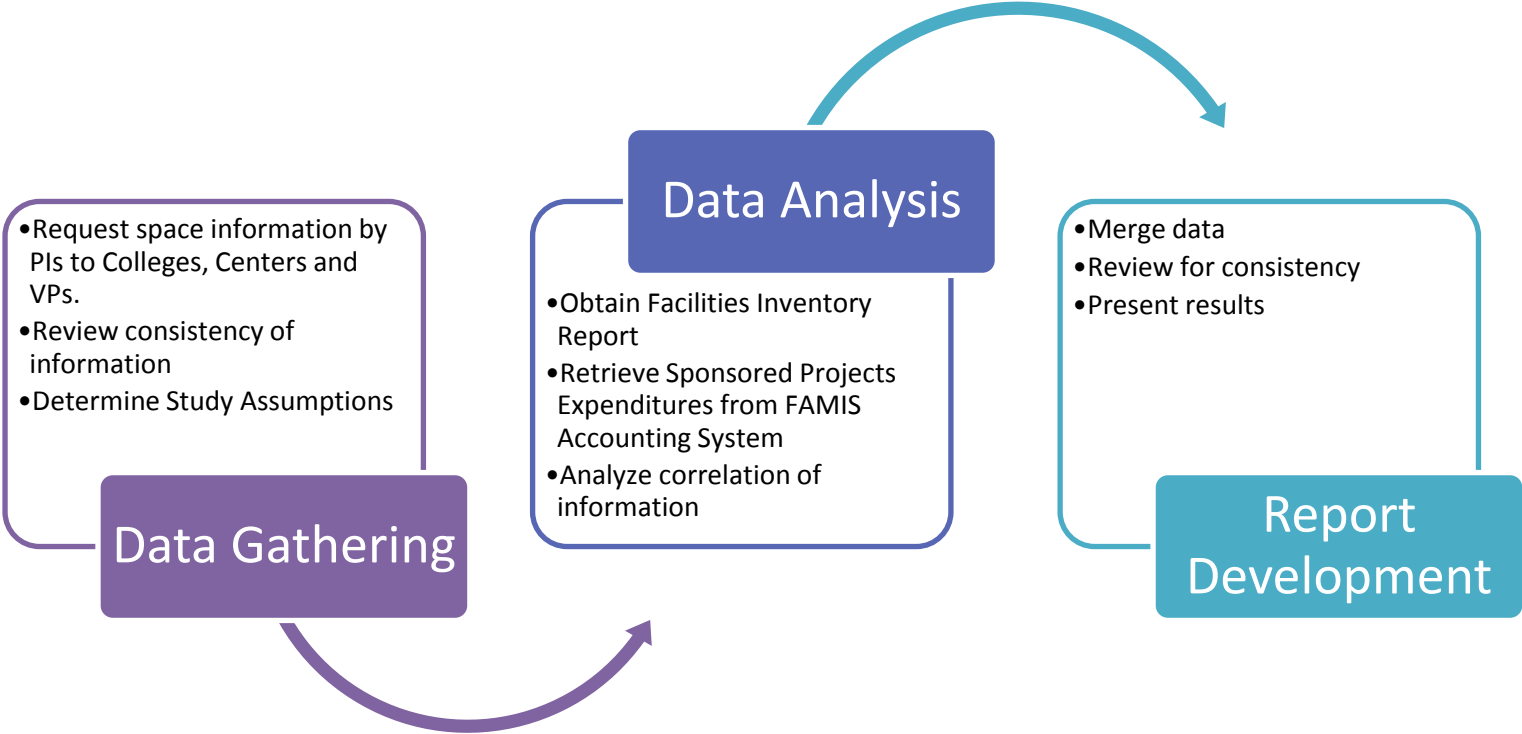 •Request space information by
PIs to Colleges, Centers and
VPs.
•Review consistency of
information
•Determine Study Assumptions
Data Gathering
Data Analysis
•Obtain Facilities Inventory
Report
•Retrieve Sponsored Projects
Expenditures from FAMIS
Accounting System
•Analyze correlation of
information
•Merge data
•Review for consistency
•Present results
Report
Development